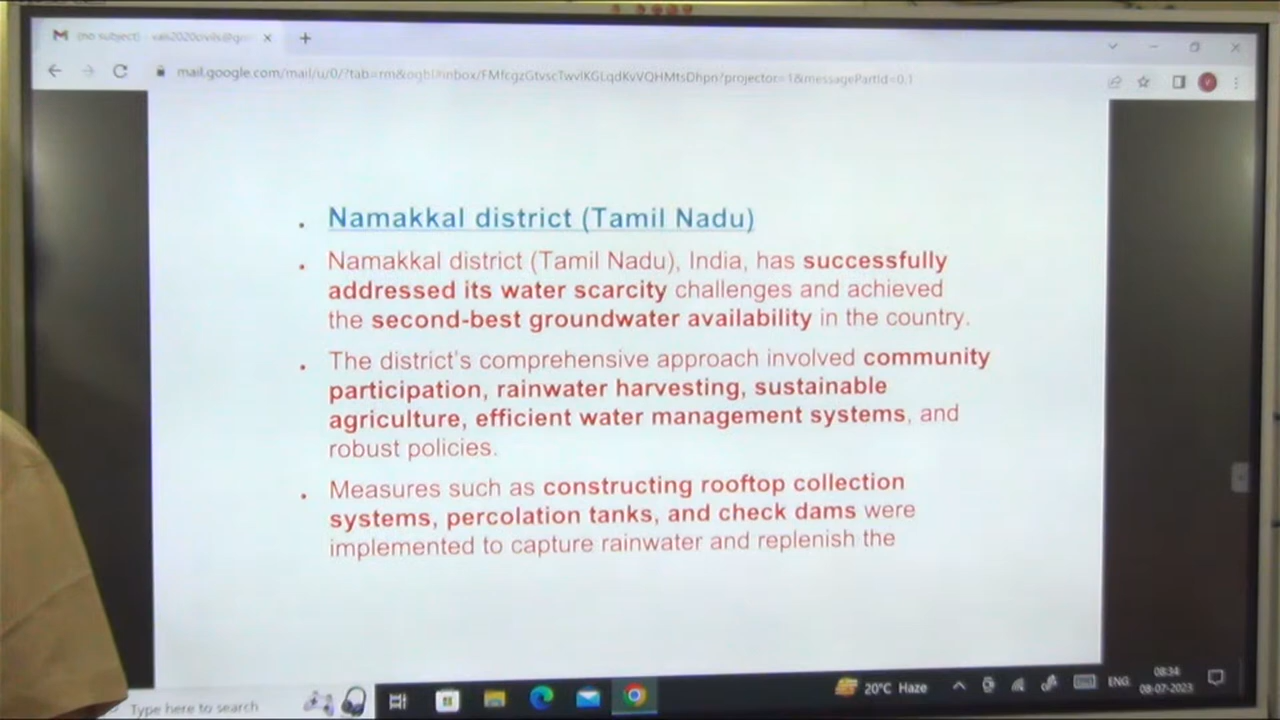 (no subject) - vais2020civils@g
mail.google.com/mail/u/0/?tab=rm&ogbl#inbox/FMfcgzGtvscTwvlKGLqdKvVQHMtsDhpn?projector=1&messagePartId=0.1
Namakkal district (Tamil Nadu)
Namakkal district (Tamil Nadu), India, has successfully
addressed its water scarcity challenges and achieved
the second-best groundwater availability in the country.
The district's comprehensive approach involved community
participation, rainwater harvesting, sustainable
agriculture, efficient water management systems, and
robust policies.
Measures such as constructing rooftop collection
systems, percolation tanks, and check dams were
implemented to capture rainwater and replenish the
Type here to search
20°C Haze
ENG
08:34
08-07-2023